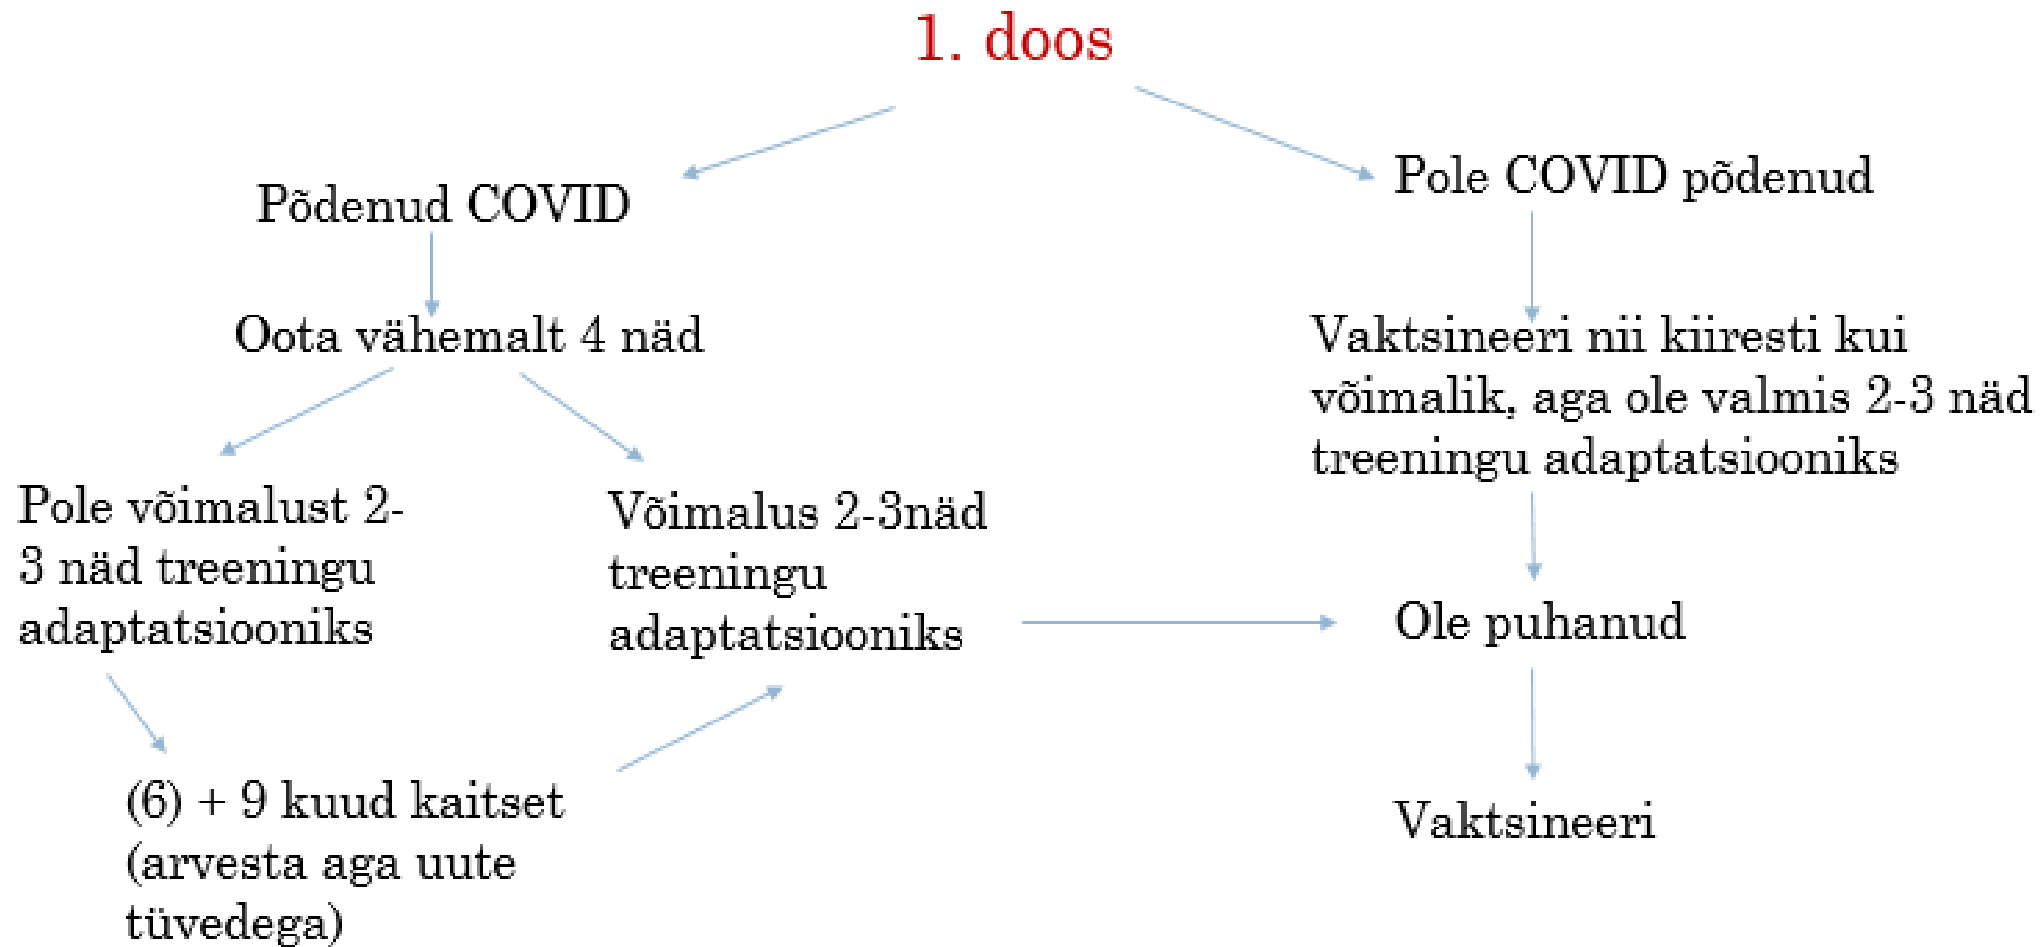 1. doos
Põdenud COVID
Pole COVID põdenud
Oota vähemalt 4 näd
Vaktsineeri nii kiiresti kui
võimalik, aga ole valmis 2-3 näd
treeningu adaptatsiooniks
Pole võimalust 2-
3 näd treeningu
adaptatsiooniks
Võimalus 2-3näd
treeningu
adaptatsiooniks
Ole puhanud
(6) + 9 kuud kaitset
(arvesta aga uute
tüvedega)
Vaktsineeri